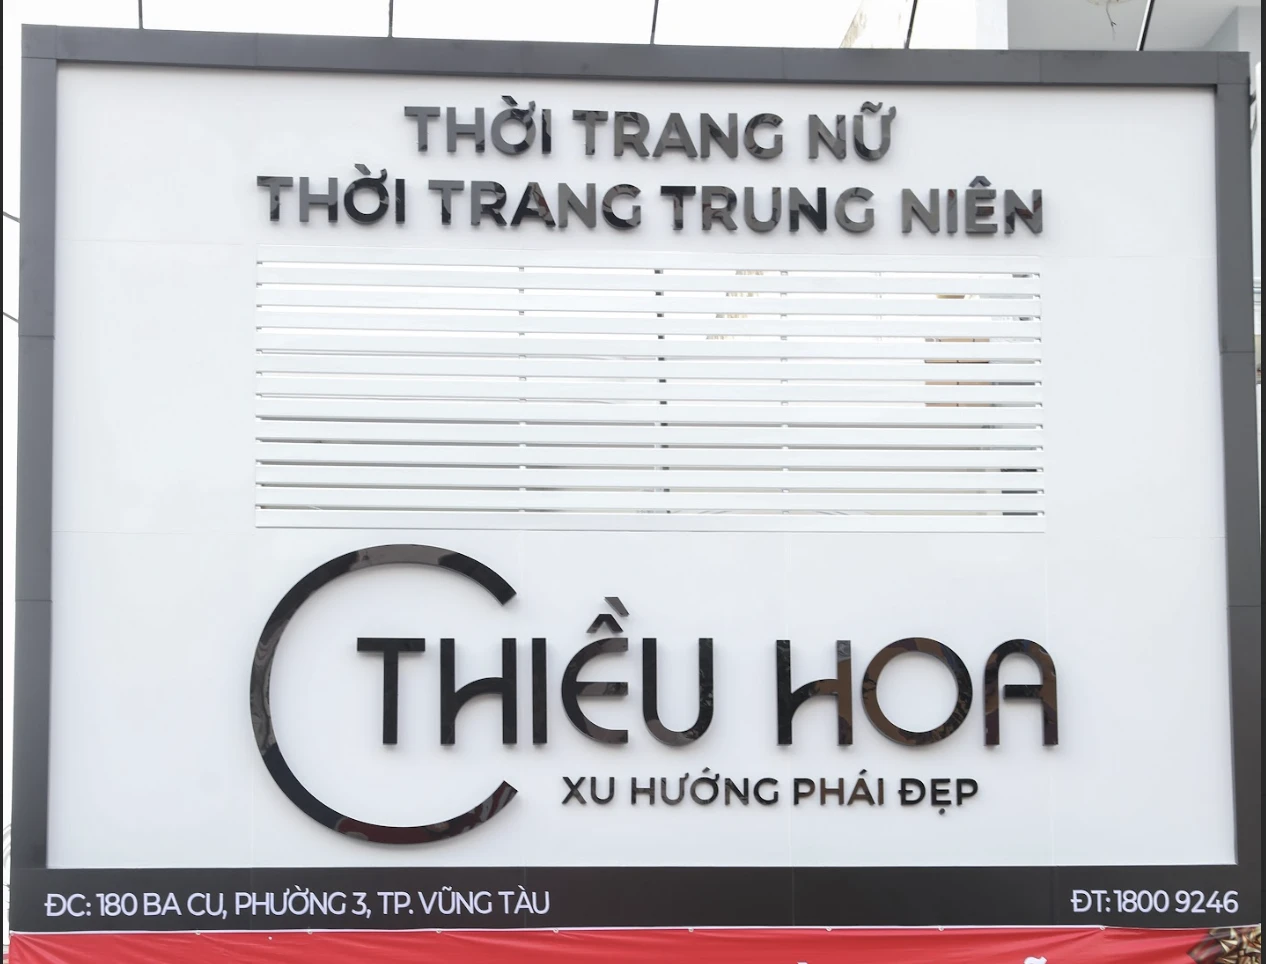 THỜI TRANG NỮ
THỜI TRANG TRUNG NIÊN
THIỀU HOA
XU HƯỚNG PHÁI ĐẸP
ĐC: 180 BA CU, PHƯỜNG 3, TP. VŨNG TÀU
ĐT: 1800 9246